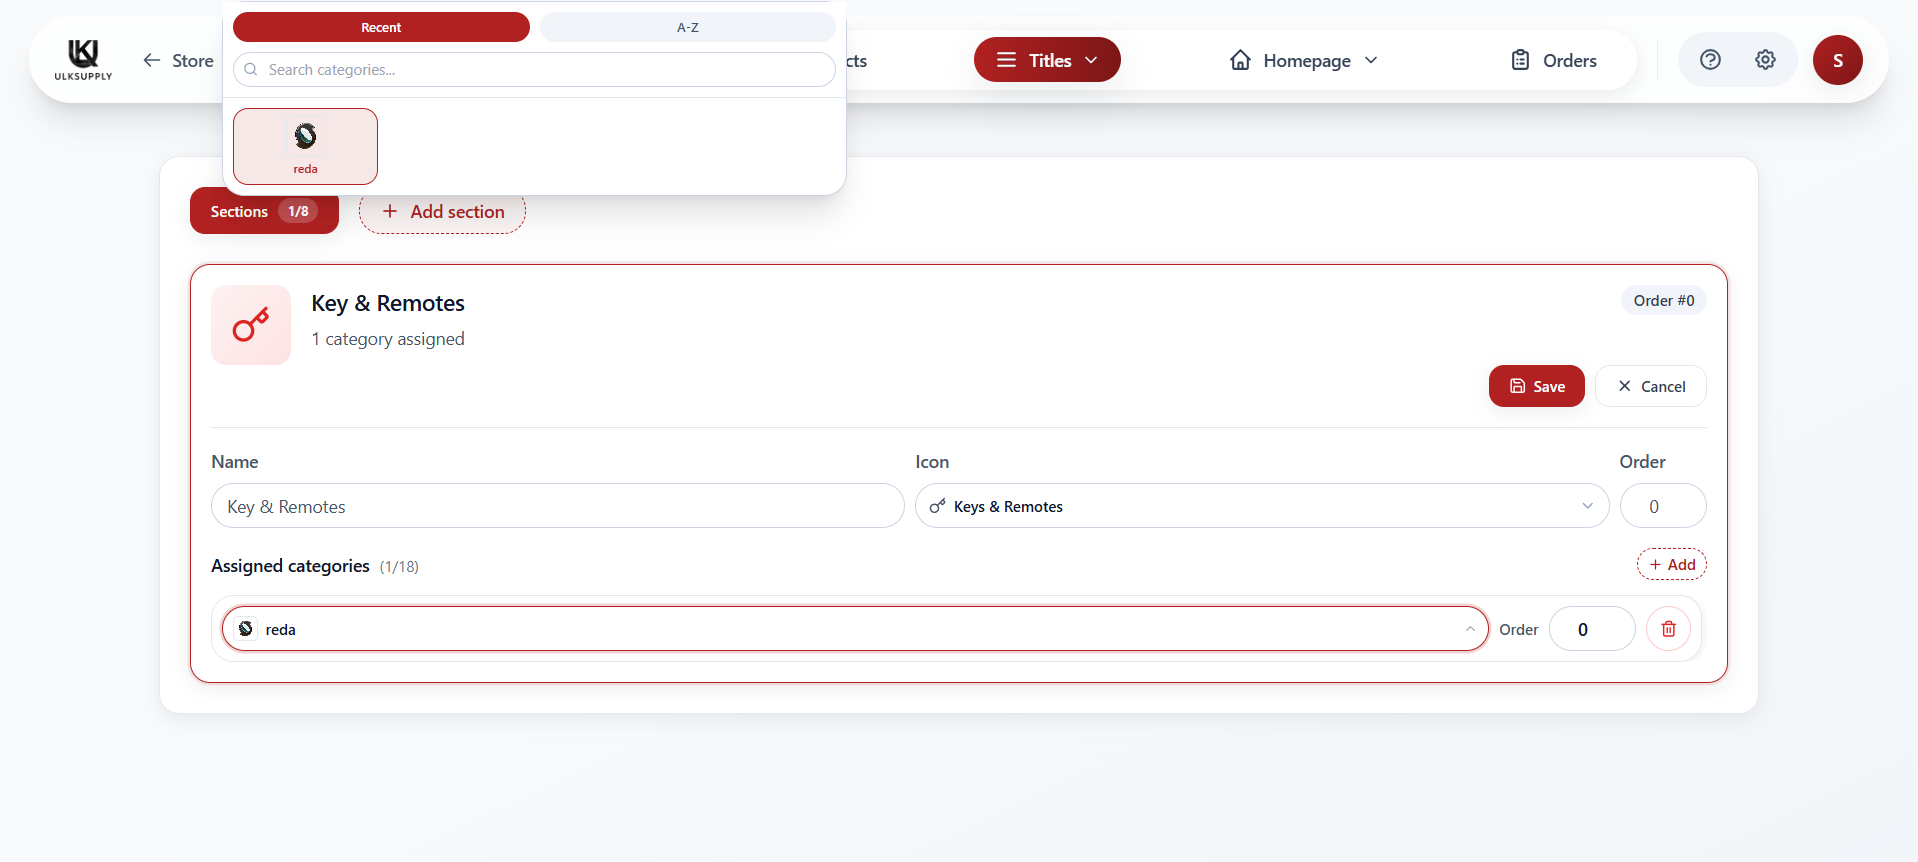 Recent
A-Z
Search categories...
reda
UKU
ULKSUPPLY
Store
cts
Titles
Homepage
Orders
S
Sections 1/8
Add section
Key & Remotes
1 category assigned
Order #0
Save
Cancel
Name
Icon
Order
Key & Remotes
Keys & Remotes
0
Assigned categories (1/18)
Add
reda
Order
0